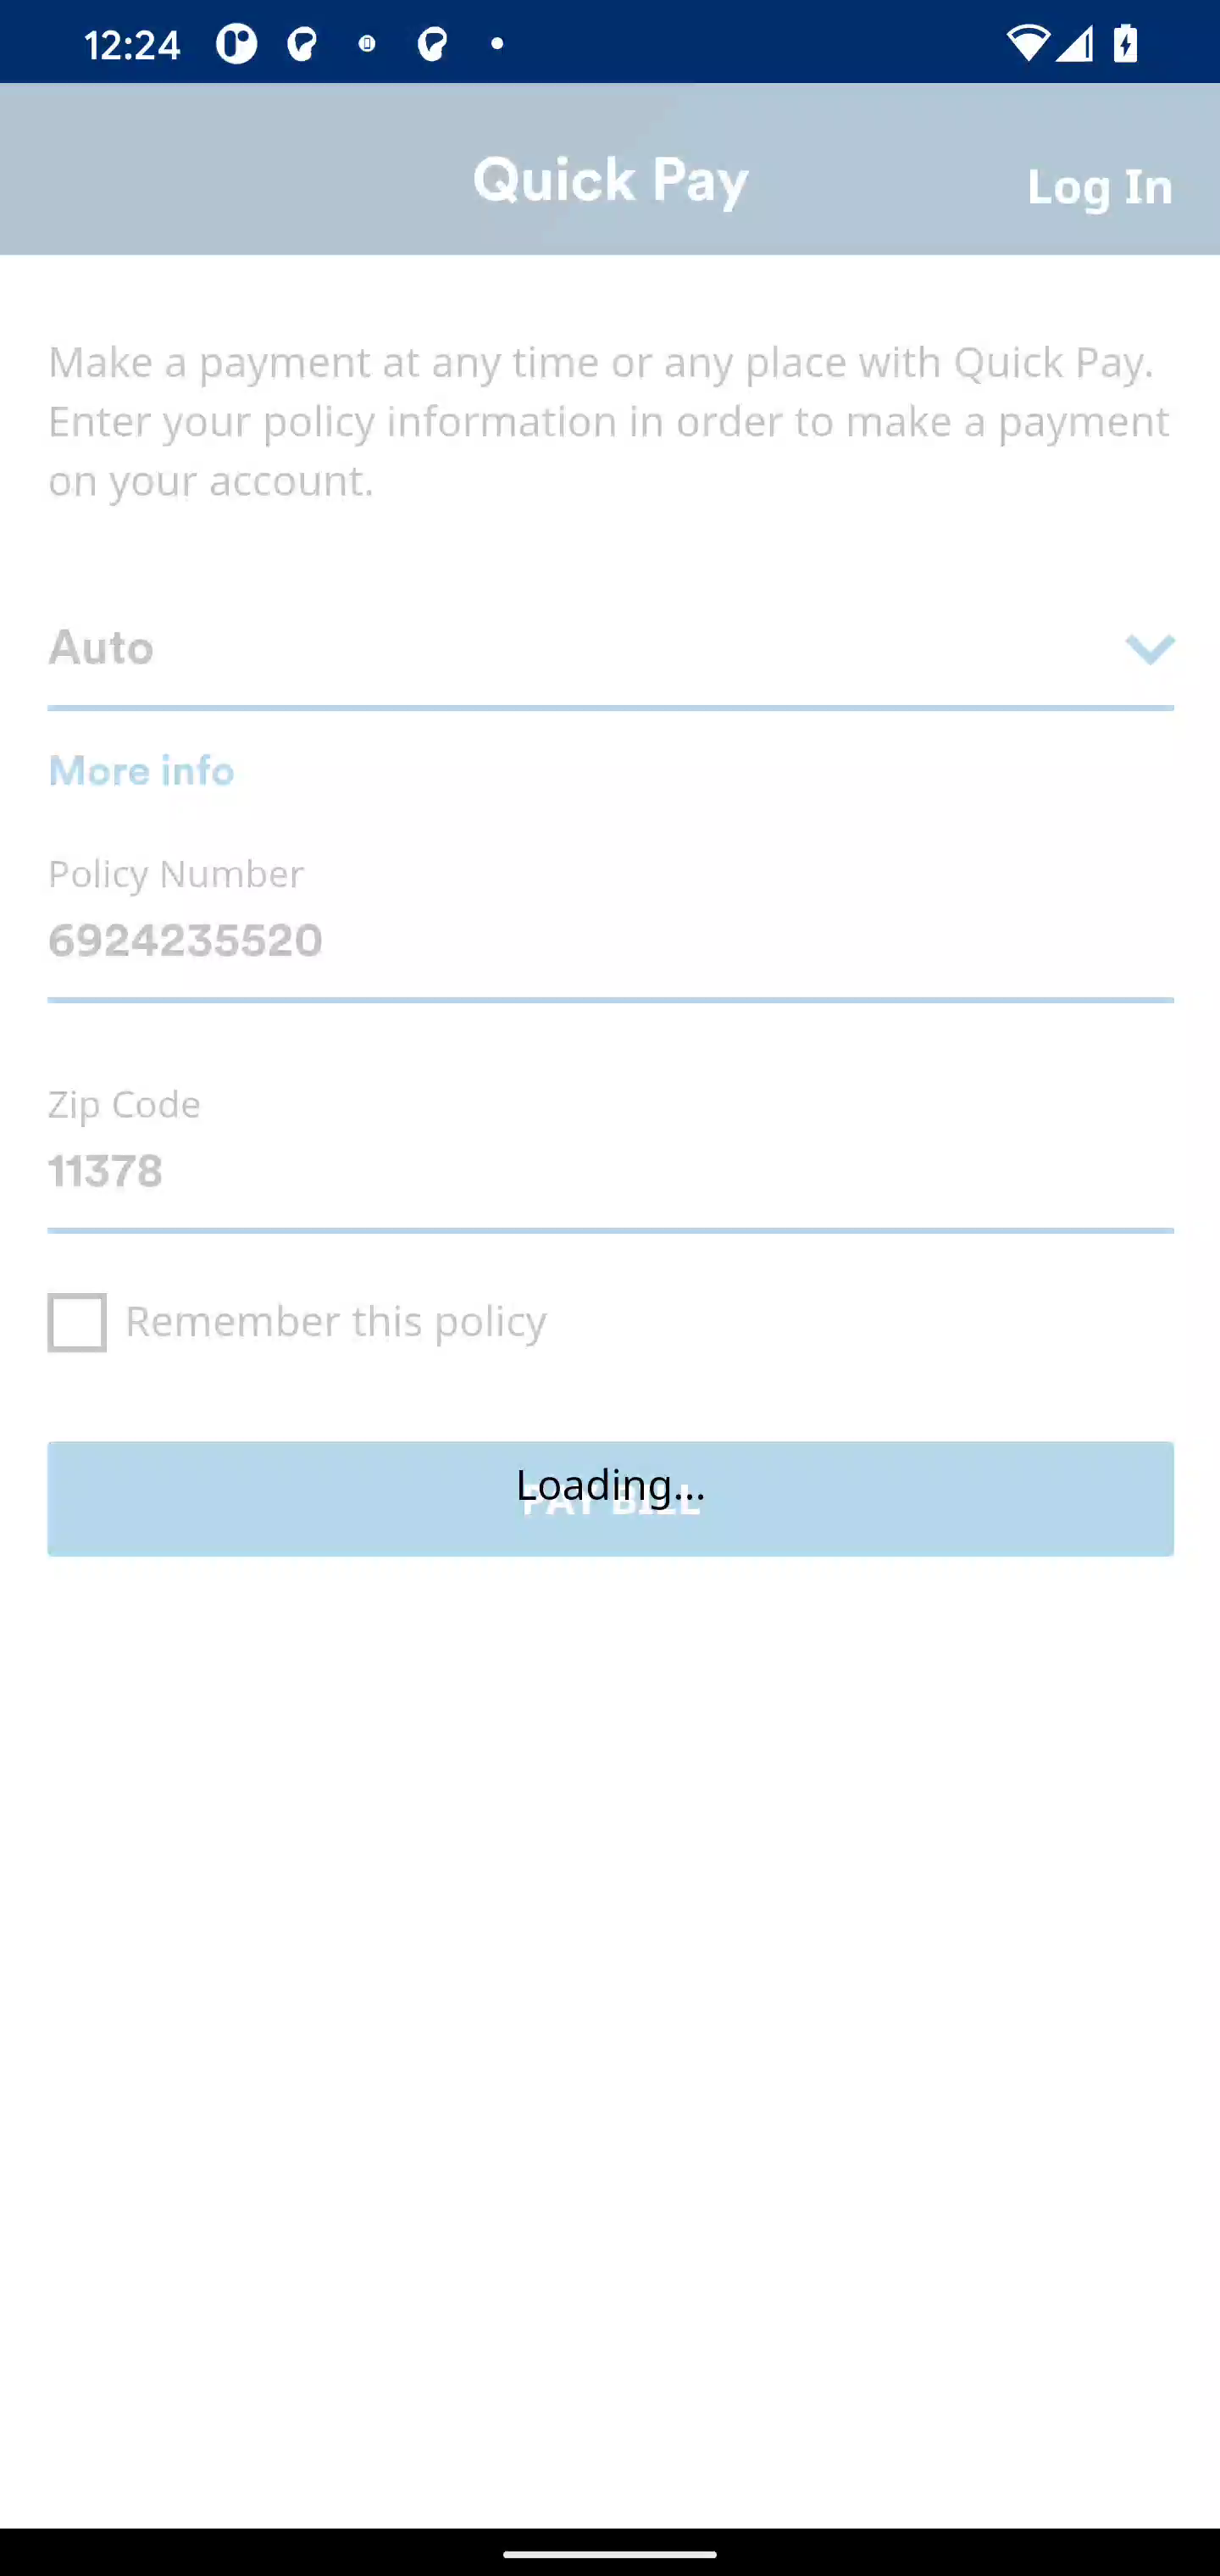 12:24
Quick Pay
Log In
Make a payment at any time or any place with Quick Pay.
Enter your policy information in order to make a payment
on your account.
Auto
More info
Policy Number
6924235520
Zip Code
11378
Remember this policy
Loading...
PAY BILL